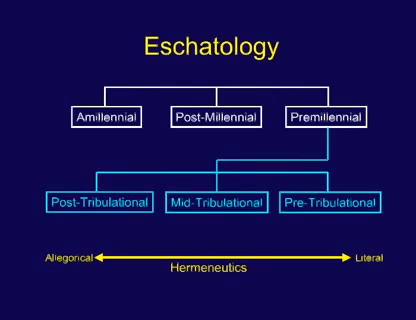 Eschatology
Amillennial Post-Millennial Premillennial
Post-Tribulational Mid-Tribulational Pre-Tribulational
Allegorical Literal
Hermeneutics